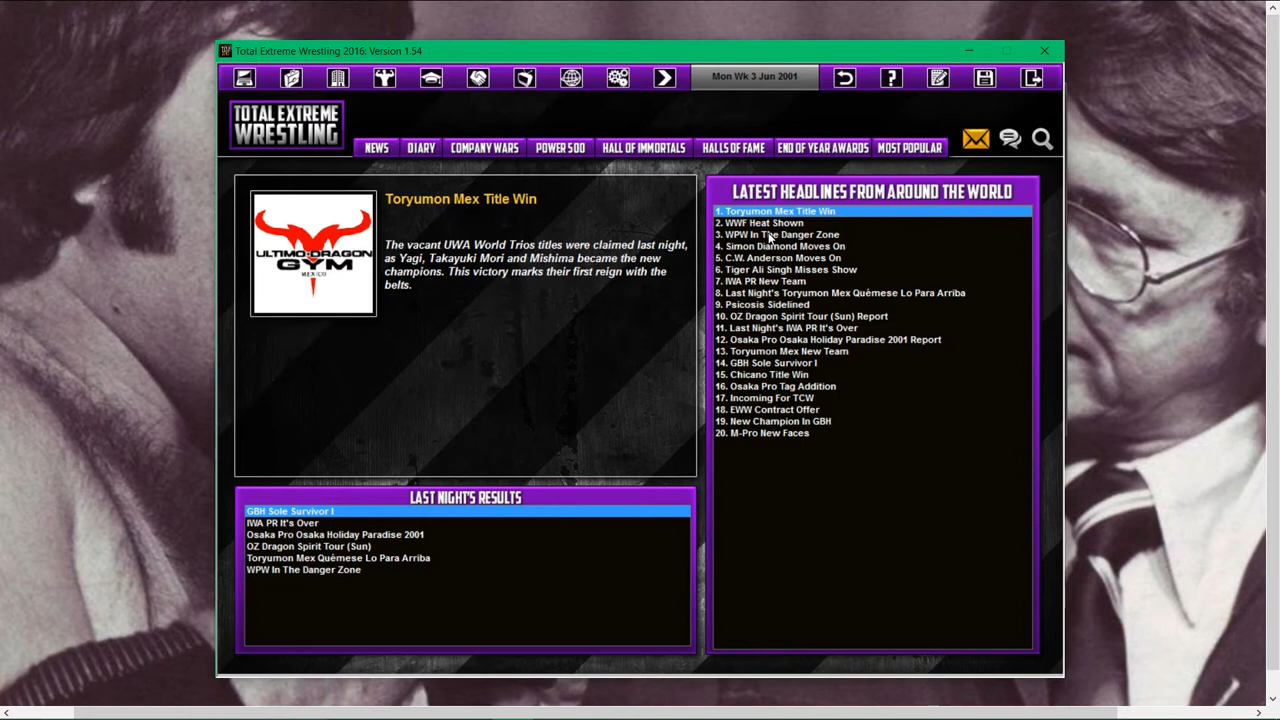 Total Extreme Wrestling 2016: Version 1.54
Mon Wk 3 Jun 2001
TOTAL EXTREME
WRESTLING
NEWS
DIARY
COMPANY WARS
POWER 500
HALL OF IMMORTALS
HALLS OF FAME
END OF YEAR AWARDS
MOST POPULAR
ULTIMO DRAGON
GYM
MEXICO
Toryumon Mex Title Win
The vacant UWA World Trios titles were claimed last night,
as Yagi, Takayuki Mori and Mishima became the new
champions. This victory marks their first reign with the
belts.
LAST NIGHT'S RESULTS
GBH Sole Survivor I
IWA PR It's Over
Osaka Pro Osaka Holiday Paradise 2001
OZ Dragon Spirit Tour (Sun)
Toryumon Mex Quémese Lo Para Arriba
WPW In The Danger Zone
LATEST HEADLINES FROM AROUND THE WORLD
1. Toryumon Mex Title Win
2. WWF Heat Shown
3. WPW In The Danger Zone
4. Simon Diamond Moves On
5. C.W. Anderson Moves On
6. Tiger Ali Singh Misses Show
7. IWA PR New Team
8. Last Night's Toryumon Mex Quémese Lo Para Arriba
9. Psicosis Sidelined
10. OZ Dragon Spirit Tour (Sun) Report
11. Last Night's IWA PR It's Over
12. Osaka Pro Osaka Holiday Paradise 2001 Report
13. Toryumon Mex New Team
14. GBH Sole Survivor I
15. Chicano Title Win
16. Osaka Pro Tag Addition
17. Incoming For TCW
18. EWW Contract Offer
19. New Champion In GBH
20. M-Pro New Faces